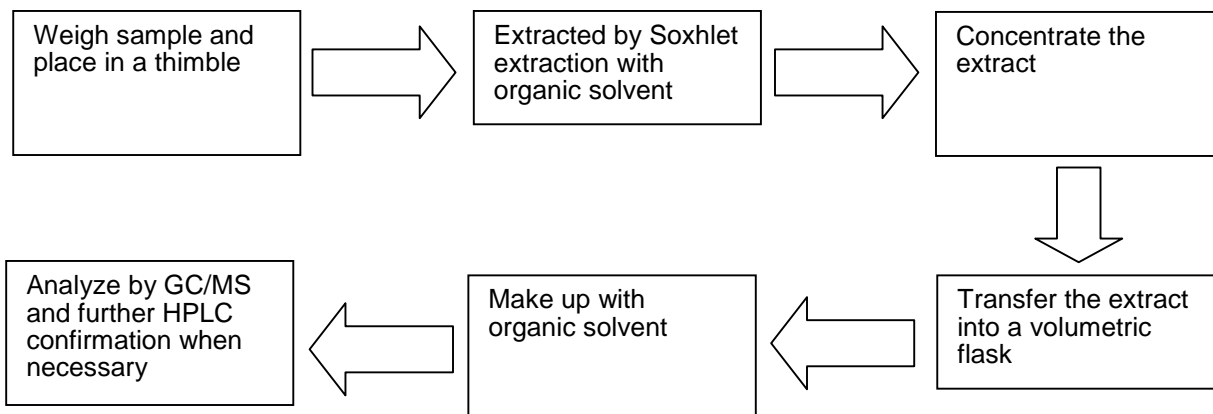 Weigh sample and
place in a thimble
Extracted by Soxhlet
extraction with
organic solvent
Concentrate the
extract
Transfer the extract
into a volumetric
flask
Make up with
organic solvent
Analyze by GC/MS
and further HPLC
confirmation when
necessary